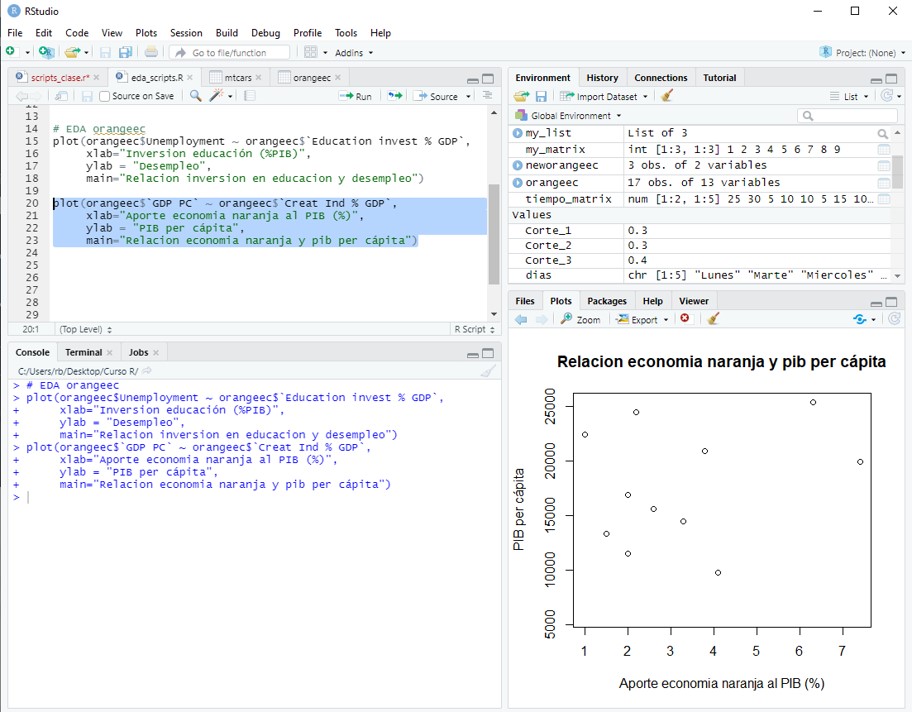 RStudio
File Edit Code View Plots Session Build Debug Profile Tools Help
Go to file/function Addins Project: (None)
scripts_clase.r* eda_scripts.R mtcars orangeec
Source on Save Run Source
12
13
14 # EDA orangeec
15 plot(orangeec$Unemployment ~ orangeec$`Education invest % GDP`,
16 xlab="Inversion educación (%PIB)",
17 ylab = "Desempleo",
18 main="Relacion inversion en educacion y desempleo")
19
20 plot(orangeec$`GDP PC` ~ orangeec$`Creat Ind % GDP`,
21 xlab="Aporte economia naranja al PIB (%)",
22 ylab = "PIB per cápita",
23 main="Relacion economia naranja y pib per cápita")
24
25
26
27
28
29
20:1 (Top Level) R Script
Console Terminal Jobs
C:/Users/rb/Desktop/Curso R/
> # EDA orangeec
> plot(orangeec$Unemployment ~ orangeec$`Education invest % GDP`,
+ xlab="Inversion educación (%PIB)",
+ ylab = "Desempleo",
+ main="Relacion inversion en educacion y desempleo")
> plot(orangeec$`GDP PC` ~ orangeec$`Creat Ind % GDP`,
+ xlab="Aporte economia naranja al PIB (%)",
+ ylab = "PIB per cápita",
+ main="Relacion economia naranja y pib per cápita")
>
Environment History Connections Tutorial
Import Dataset List
Global Environment
my_list List of 3
my_matrix int [1:3, 1:3] 1 2 3 4 5 6 7 8 9
neworangeec 3 obs. of 2 variables
orangeec 17 obs. of 13 variables
tiempo_matrix num [1:2, 1:5] 25 30 5 10 10 5 15 10…
Values
Corte_1 0.3
Corte_2 0.3
Corte_3 0.4
dias chr [1:5] "Lunes" "Marte" "Miercoles" …
Files Plots Packages Help Viewer
Zoom Export
Relacion economia naranja y pib per cápita
PIB per cápita
25000
20000
15000
10000
5000
1 2 3 4 5 6 7
Aporte economia naranja al PIB (%)